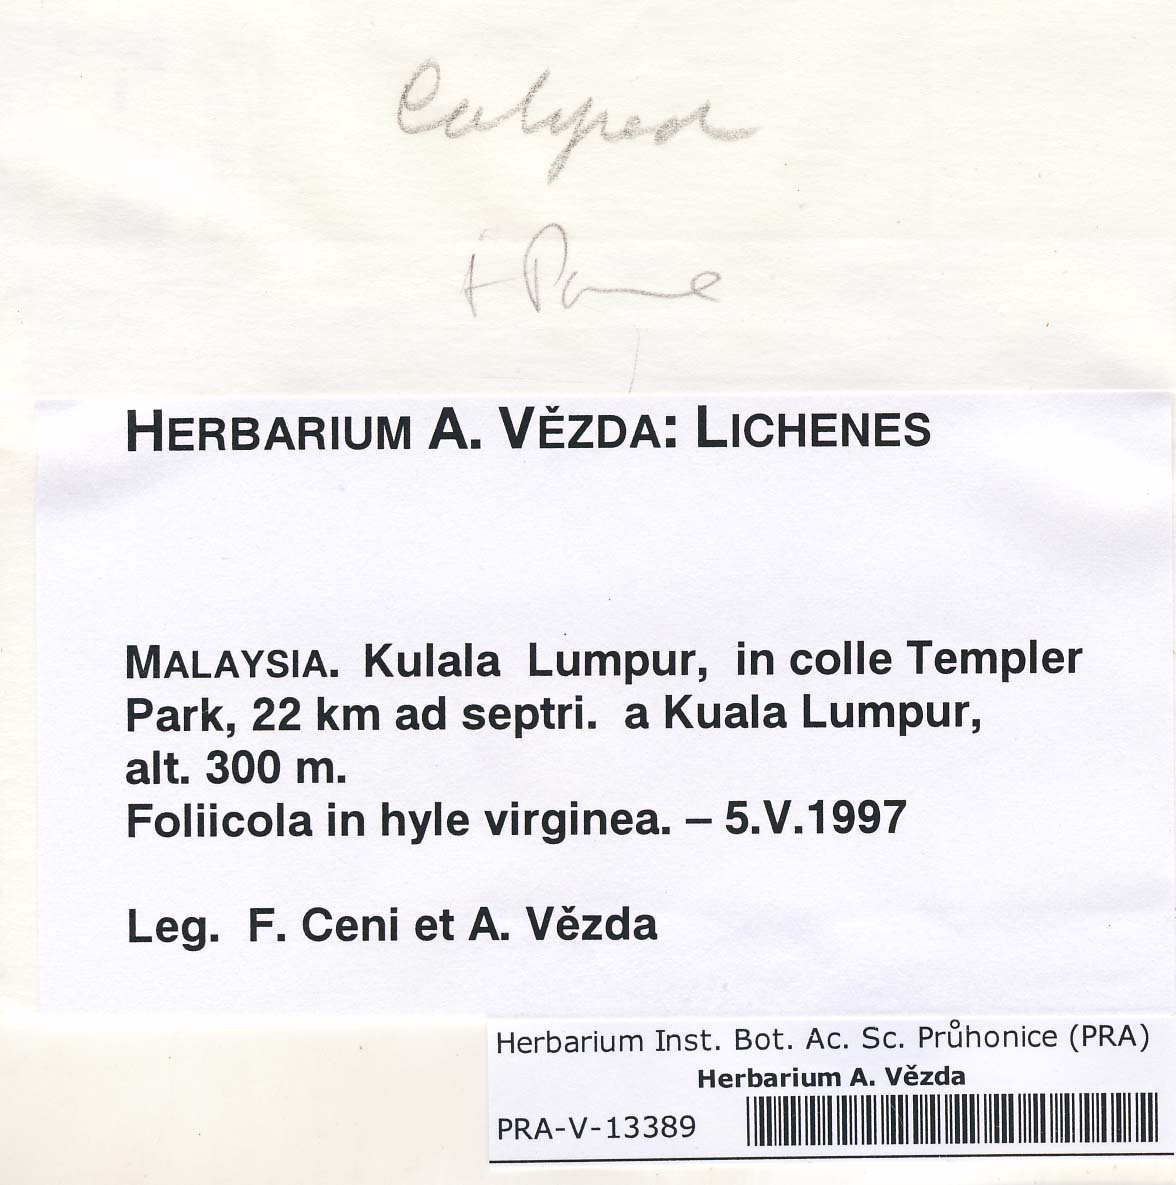 HERBARIUM A. VĚZDA: LICHENES
MALAYSIA. Kulala Lumpur, in colle Templer
Park, 22 km ad septri. a Kuala Lumpur,
alt. 300 m.
Foliicola in hyle virginea. – 5.V.1997
Leg. F. Ceni et A. Vězda
Herbarium Inst. Bot. Ac. Sc. Průhonice (PRA)
Herbarium A. Vězda
PRA-V-13389